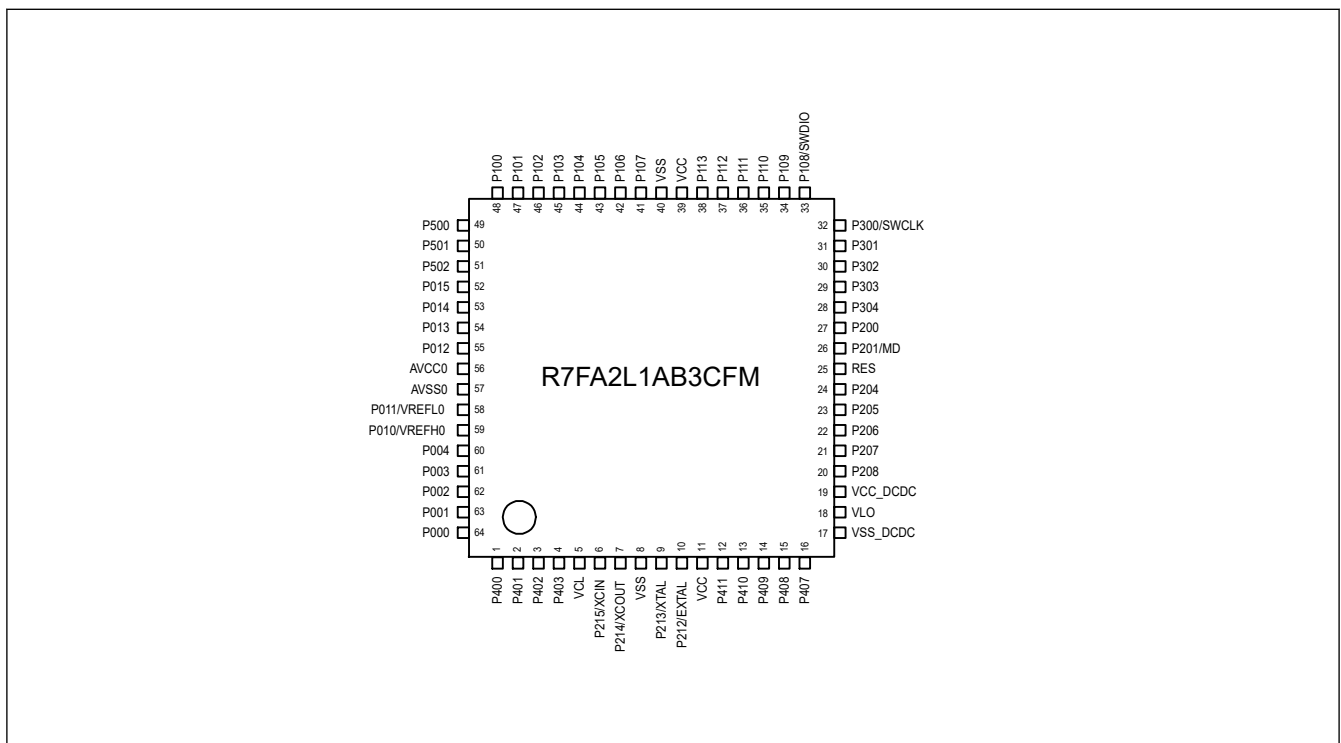 P100
P101
P102
P103
P104
P105
P106
P107
VSS
VCC
P113
P112
P111
P110
P109
P108/SWDIO
48
47
46
45
44
43
42
41
40
39
38
37
36
35
34
33
P500 49
P501 50
P502 51
P015 52
P014 53
P013 54
P012 55
AVCC0 56
AVSS0 57
P011/VREFL0 58
P010/VREFH0 59
P004 60
P003 61
P002 62
P001 63
P000 64
R7FA2L1AB3CFM
32 P300/SWCLK
31 P301
30 P302
29 P303
28 P304
27 P200
26 P201/MD
25 RES
24 P204
23 P205
22 P206
21 P207
20 P208
19 VCC_DCDC
18 VLO
17 VSS_DCDC
1
2
3
4
5
6
7
8
9
10
11
12
13
14
15
16
P400
P401
P402
P403
VCL
P215/XCIN
P214/XCOUT
VSS
P213/XTAL
P212/EXTAL
VCC
P411
P410
P409
P408
P407